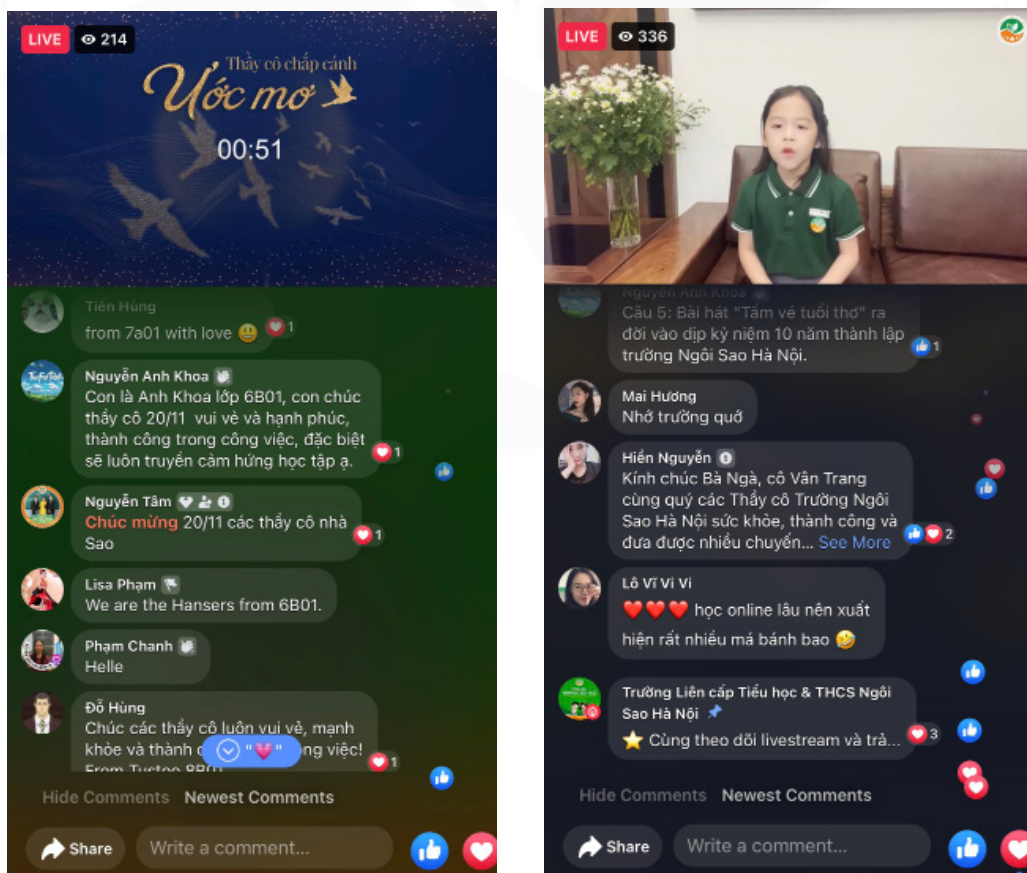 LIVE 214
Thầy cô chắp cánh
Ước mơ
00:51
Tiến Hùng
from 7a01 with love 😃 1
Nguyễn Anh Khoa
Con là Anh Khoa lớp 6B01, con chúc
thầy cô 20/11 vui vẻ và hạnh phúc,
thành công trong công việc, đặc biệt
sẽ luôn truyền cảm hứng học tập ạ. 1
Nguyễn Tâm
Chúc mừng 20/11 các thầy cô nhà
Sao 1
Lisa Phạm
We are the Hansers from 6B01.
Phạm Chanh
Helle
Đỗ Hùng
Chúc các thầy cô luôn vui vẻ, mạnh
khỏe và thành ng việc! 1
"💗"
From
Hide Comments Newest Comments
Share Write a comment...
LIVE 336
Nguyễn Anh Khoa
Câu 5: Bài hát "Tấm vé tuổi thơ" ra
đời vào dịp kỷ niệm 10 năm thành lập
trường Ngôi Sao Hà Nội. 1
Mai Hương
Nhớ trường quớ
Hiền Nguyễn
Kính chúc Bà Ngà, cô Vân Trang
cùng quý các Thầy cô Trường Ngôi
Sao Hà Nội sức khỏe, thành công và
đưa được nhiều chuyến... See More 2
Lô Vĩ Vi Vi
❤️❤️❤️ học online lâu nên xuất
hiện rất nhiều má bánh bao 🤣
Trường Liên cấp Tiểu học & THCS Ngôi
Sao Hà Nội 📌
⭐ Cùng theo dõi livestream và trả... 3
Hide Comments Newest Comments
Share Write a comment...